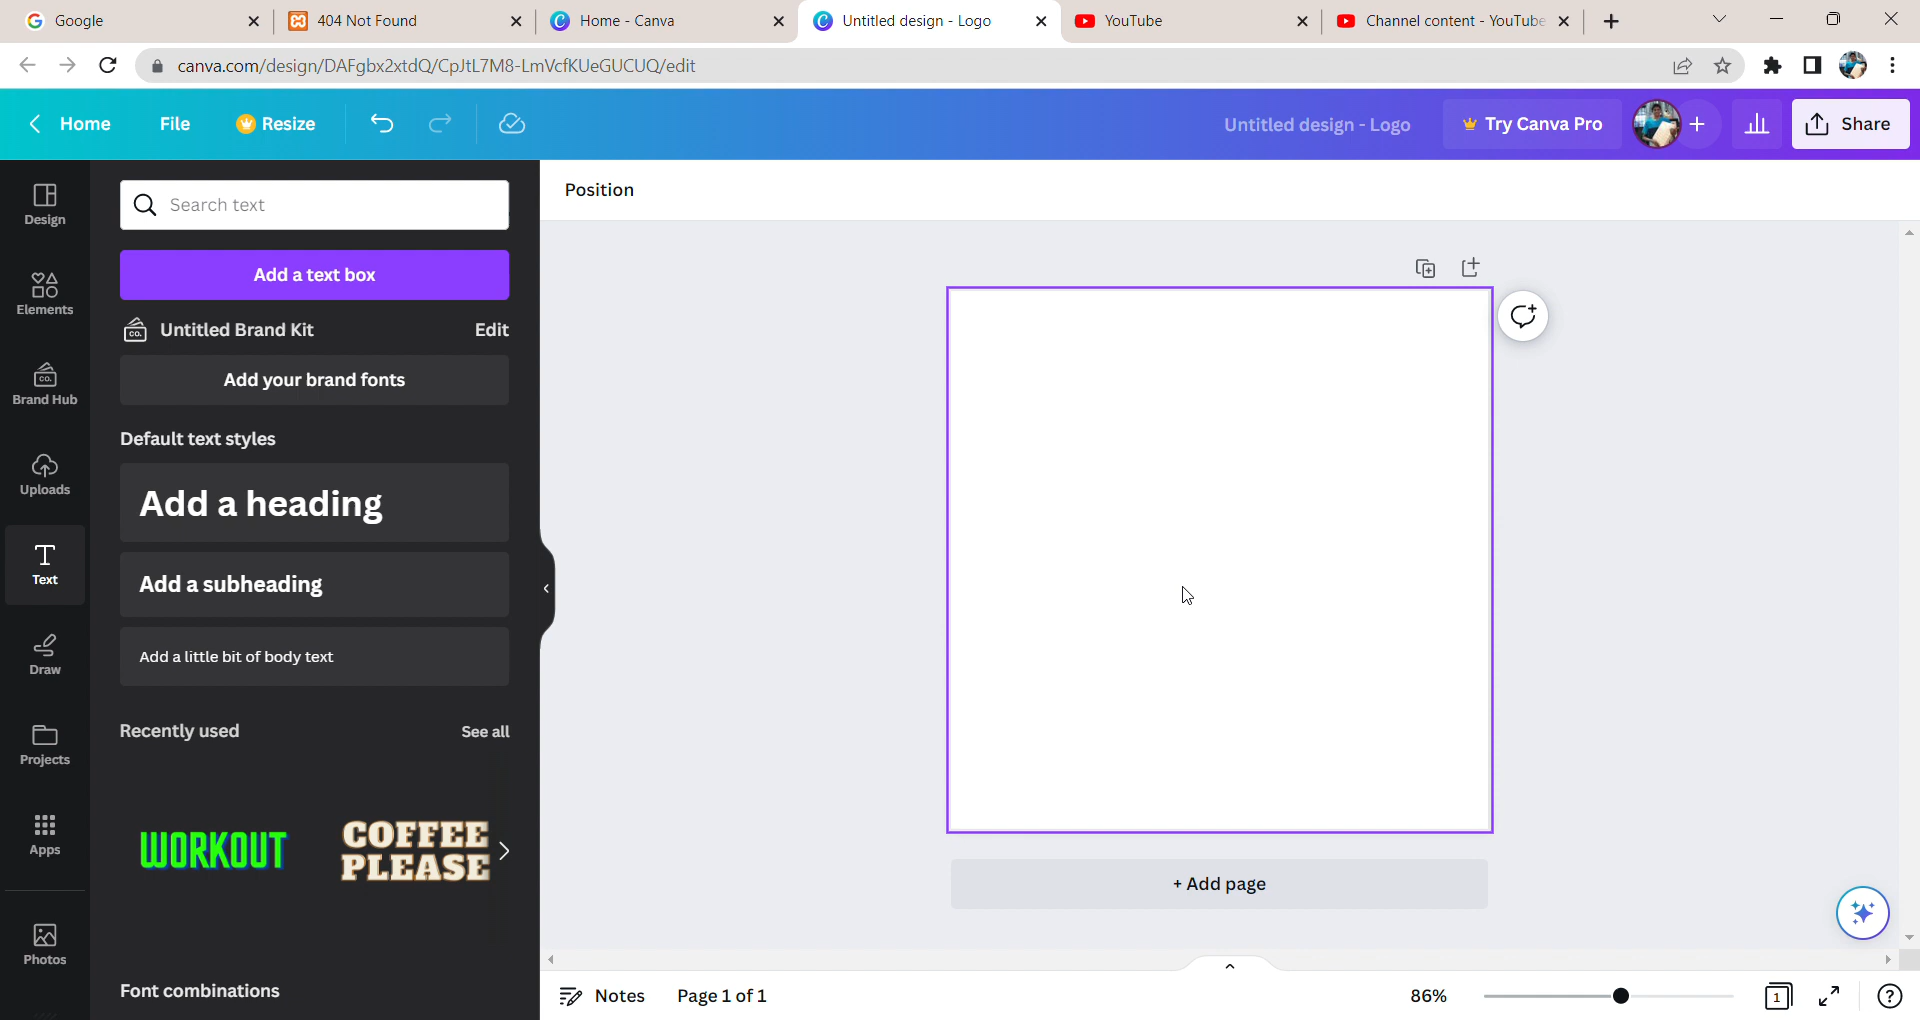 Google
404 Not Found
Home - Canva
Untitled design - Logo
YouTube
Channel content - YouTube
canva.com/design/DAFgbx2xtdQ/CpJtL7M8-LmVcfKUeGUCUQ/edit
Home
File
Resize
Untitled design - Logo
Try Canva Pro
Share
Design
Elements
Brand Hub
Uploads
Text
Draw
Projects
Apps
Photos
Search text
Add a text box
Untitled Brand Kit
Edit
Add your brand fonts
Default text styles
Add a heading
Add a subheading
Add a little bit of body text
Recently used
See all
WORKOUT
COFFEE
PLEASE
Font combinations
Position
+ Add page
Notes
Page 1 of 1
86%
1